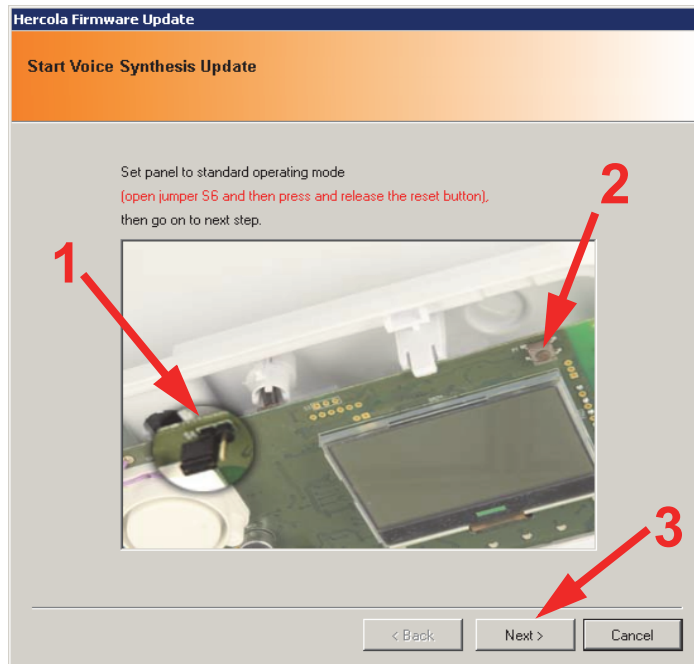 Hercola Firmware Update
Start Voice Synthesis Update
Set panel to standard operating mode
(open jumper S6 and then press and release the reset button),
then go on to next step.
1
2
3
< Back
Next >
Cancel